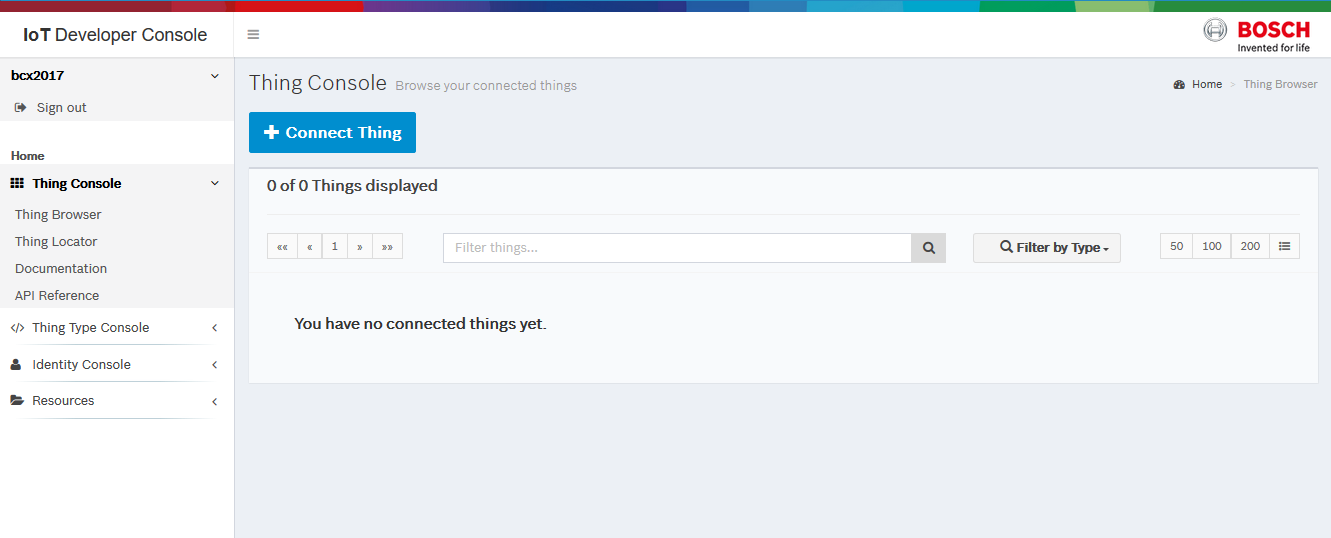 IoT Developer Console
BOSCH
Invented for life
bcx2017
Sign out
Home
Thing Console
Thing Browser
Thing Locator
Documentation
API Reference
Thing Type Console
Identity Console
Resources
Thing Console Browse your connected things
Home > Thing Browser
Connect Thing
0 of 0 Things displayed
«« « 1 » »» Filter things... Filter by Type 50 100 200
You have no connected things yet.